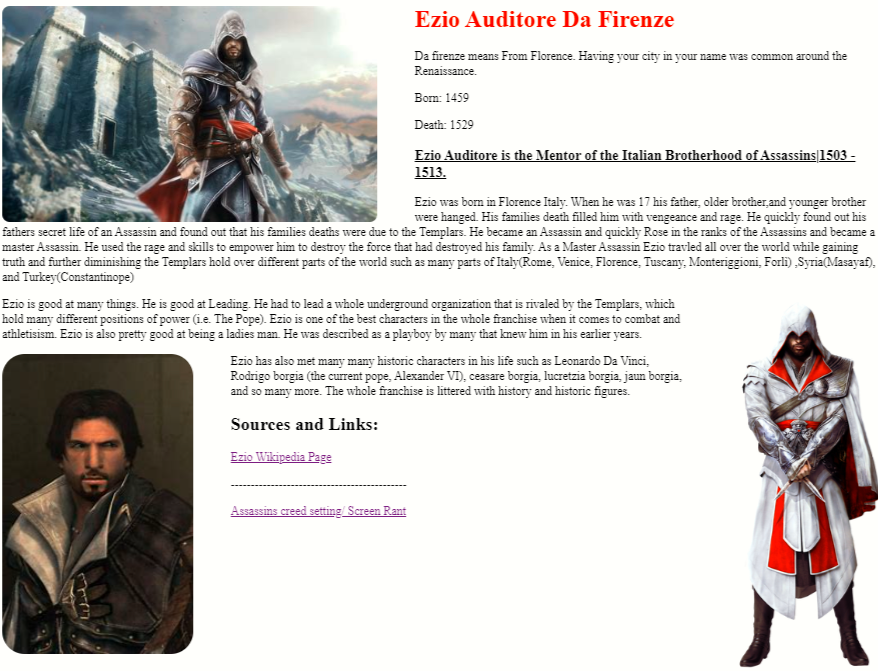 Ezio Auditore Da Firenze
Da firenze means From Florence. Having your city in your name was common around the
Renaissance.
Born: 1459
Death: 1529
Ezio Auditore is the Mentor of the Italian Brotherhood of Assassins|1503 -
1513.
Ezio was born in Florence Italy. When he was 17 his father, older brother,and younger brother
were hanged. His families death filled him with vengeance and rage. He quickly found out his
fathers secret life of an Assassin and found out that his families deaths were due to the Templars. He became an Assassin and quickly Rose in the ranks of the Assassins and became a
master Assassin. He used the rage and skills to empower him to destroy the force that had destroyed his family. As a Master Assassin Ezio travled all over the world while gaining
truth and further diminishing the Templars hold over different parts of the world such as many parts of Italy(Rome, Venice, Florence, Tuscany, Monteriggioni, Forlì) ,Syria(Masayaf),
and Turkey(Constantinope)
Ezio is good at many things. He is good at Leading. He had to lead a whole underground organization that is rivaled by the Templars, which
hold many different positions of power (i.e. The Pope). Ezio is one of the best characters in the whole franchise when it comes to combat and
athletisism. Ezio is also pretty good at being a ladies man. He was described as a playboy by many that knew him in his earlier years.
Ezio has also met many many historic characters in his life such as Leonardo Da Vinci,
Rodrigo borgia (the current pope, Alexander VI), ceasare borgia, lucretzia borgia, jaun borgia,
and so many more. The whole franchise is littered with history and historic figures.
Sources and Links:
Ezio Wikipedia Page
--------------------------------------------
Assassins creed setting/ Screen Rant